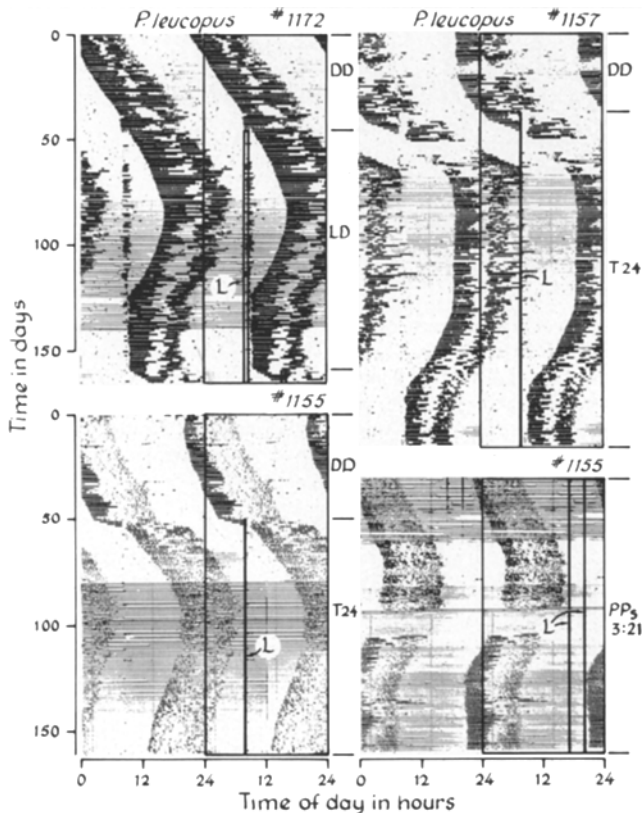 P. leucopus #1172
P. leucopus #1157
0
50
100
150
Time in days
DD
LD
L
DD
T24
L
#1155
#1155
0
50
100
150
DD
T24
L
PPs
3:21
L
0 12 24 12 24
0 12 24 12 24
Time of day in hours